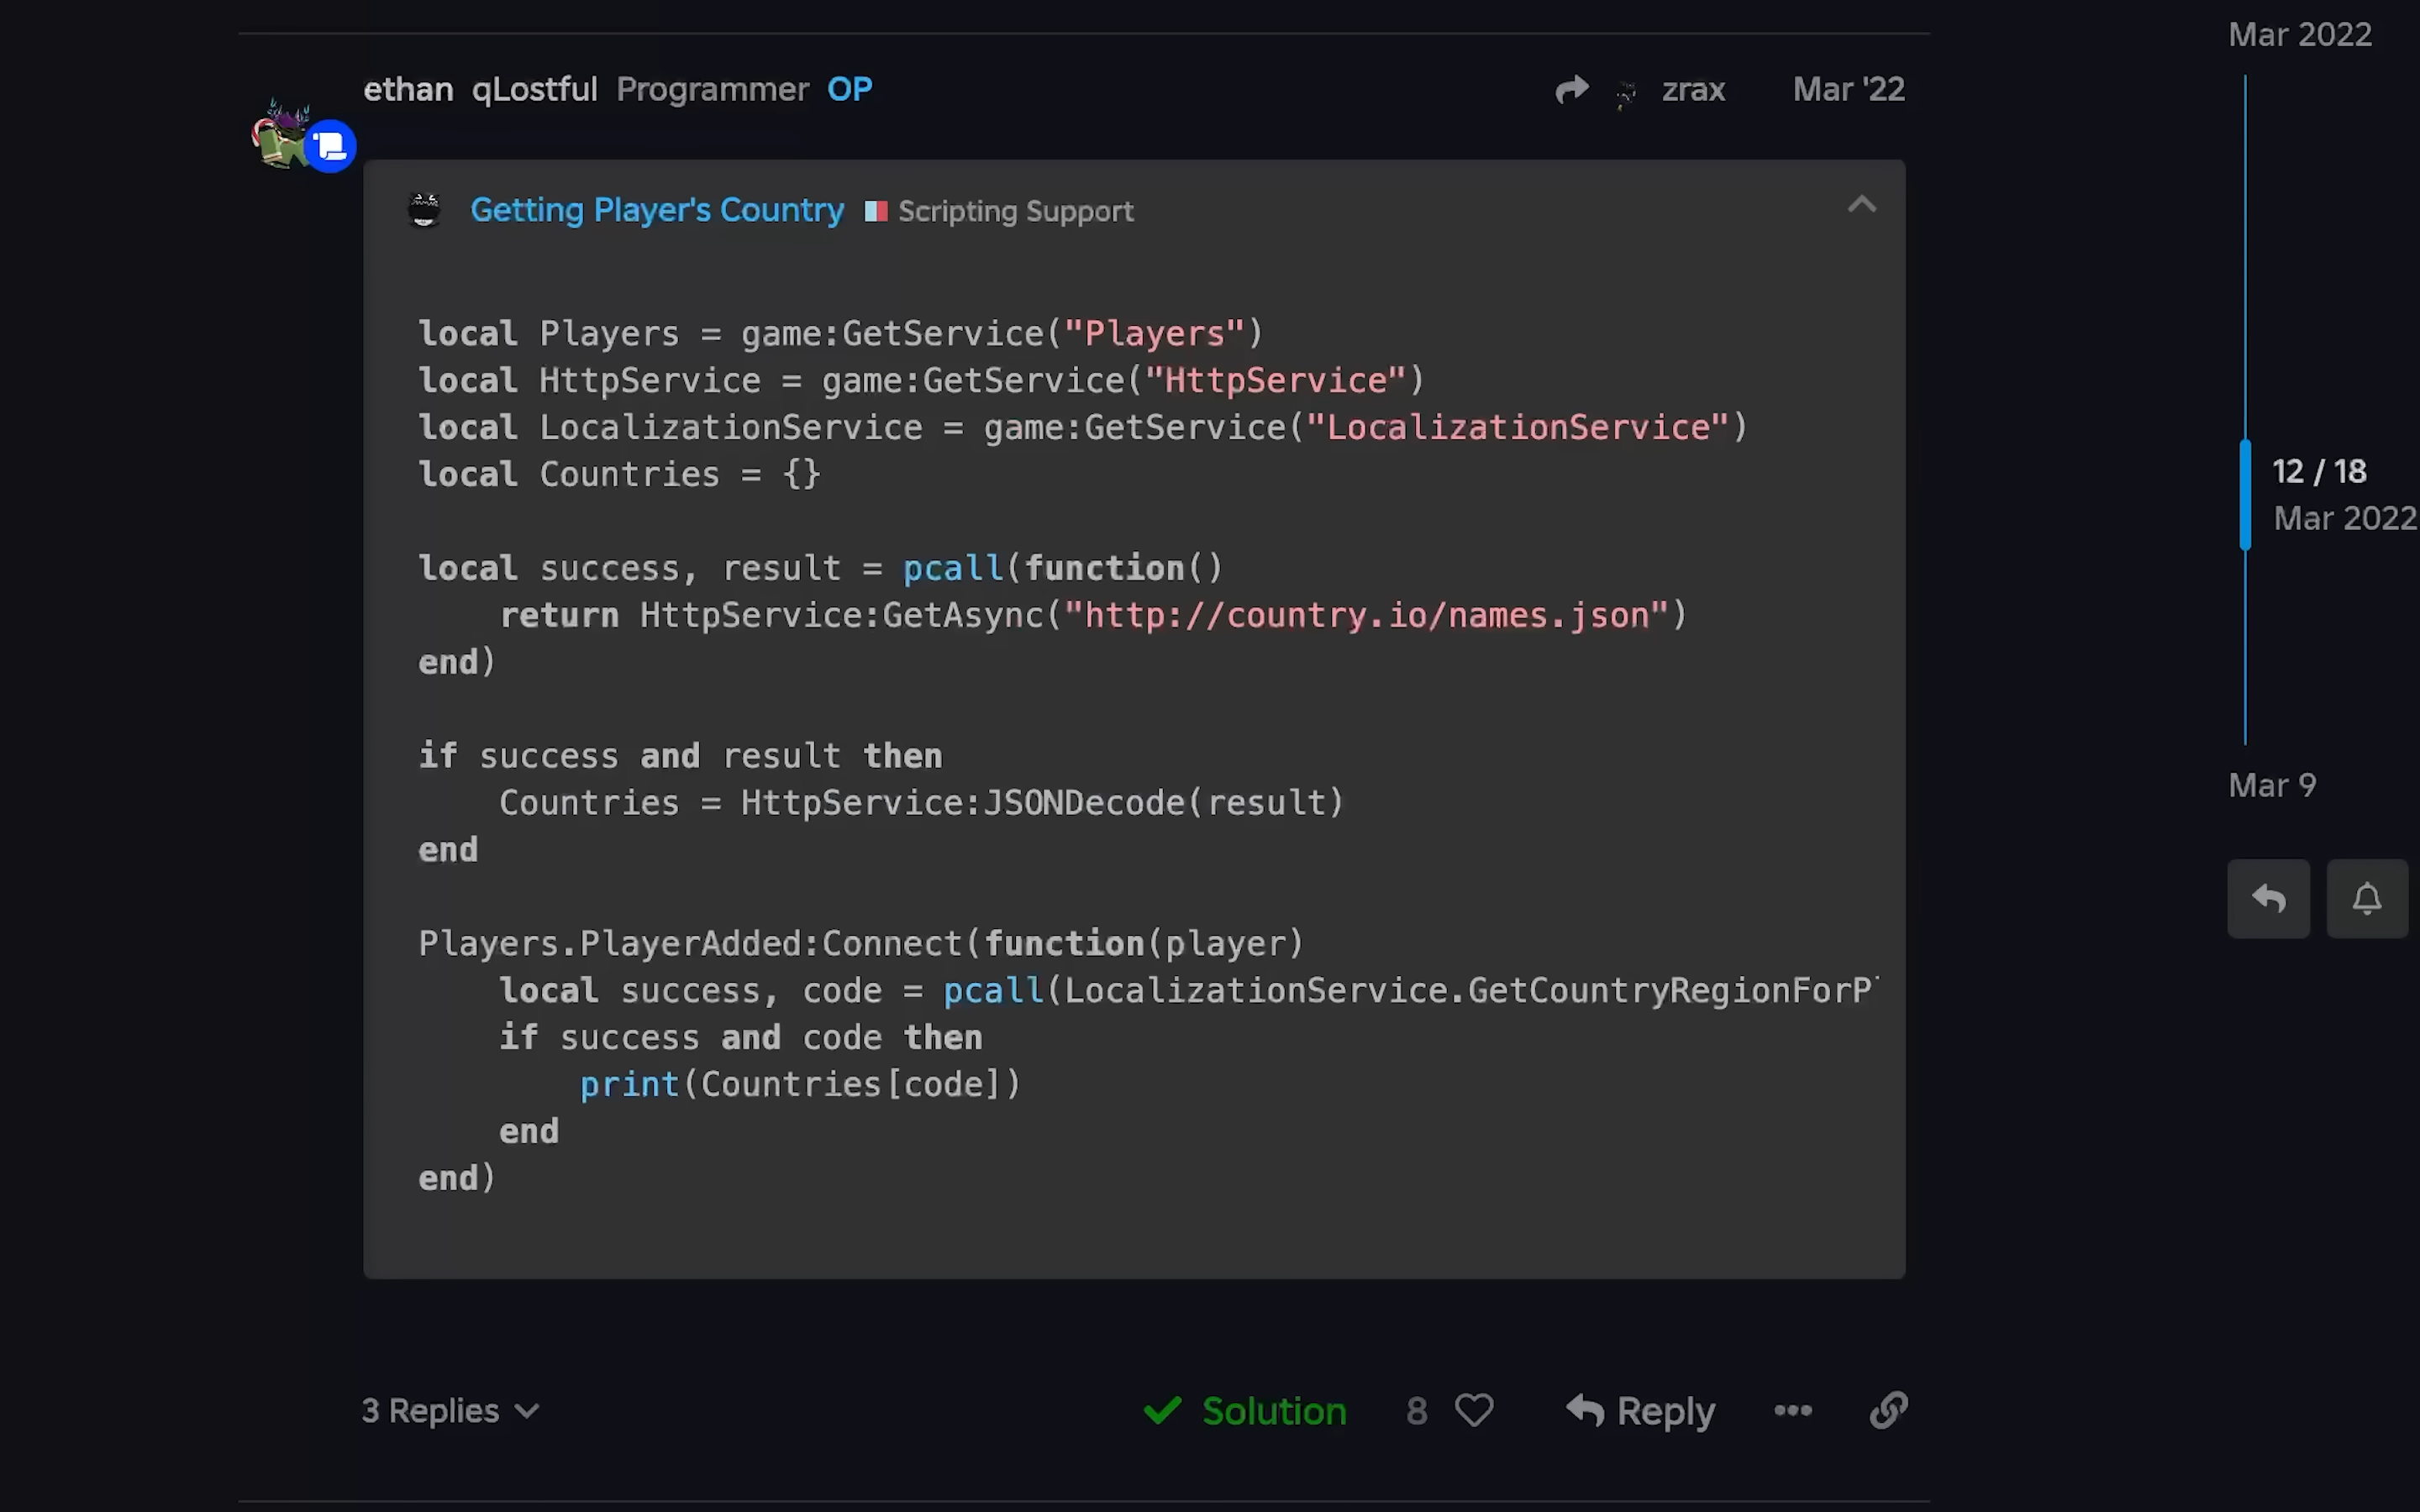 Mar 2022
ethan qLostful Programmer OP zrax Mar '22
Getting Player's Country Scripting Support
local Players = game:GetService("Players")
local HttpService = game:GetService("HttpService")
local LocalizationService = game:GetService("LocalizationService")
local Countries = {}
12 / 18
Mar 2022
local success, result = pcall(function()
    return HttpService:GetAsync("http://country.io/names.json")
end)
if success and result then
    Countries = HttpService:JSONDecode(result)
end
Mar 9
Players.PlayerAdded:Connect(function(player)
    local success, code = pcall(LocalizationService.GetCountryRegionForP
    if success and code then
        print(Countries[code])
    end
end)
3 Replies Solution 8 Reply